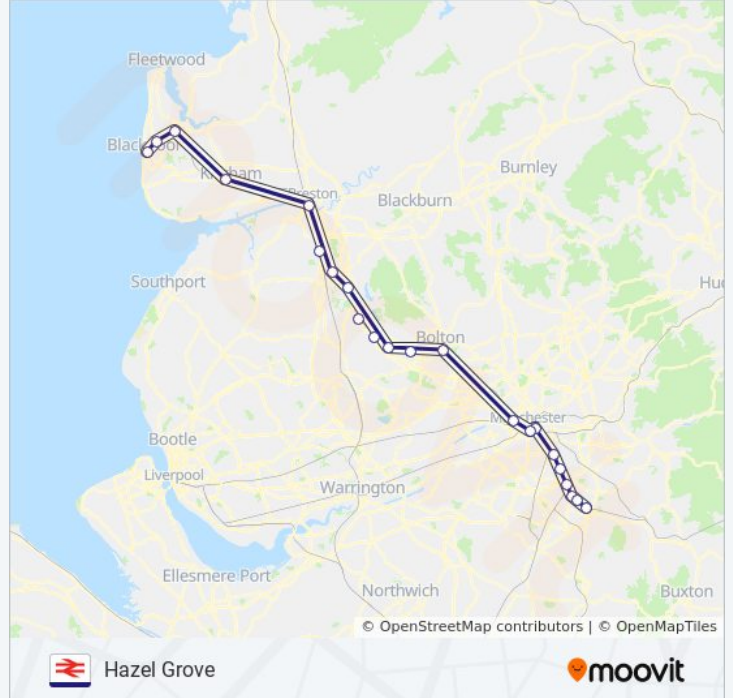 Fleetwood
Blackpool
Burnley
Kirkham
Preston
Blackburn
Southport
Hu
Bolton
Manchester
Bootle
Liverpool
Warrington
Ellesmere Port
Northwich
Buxton
© OpenStreetMap contributors | © OpenMapTiles
Hazel Grove
moovit